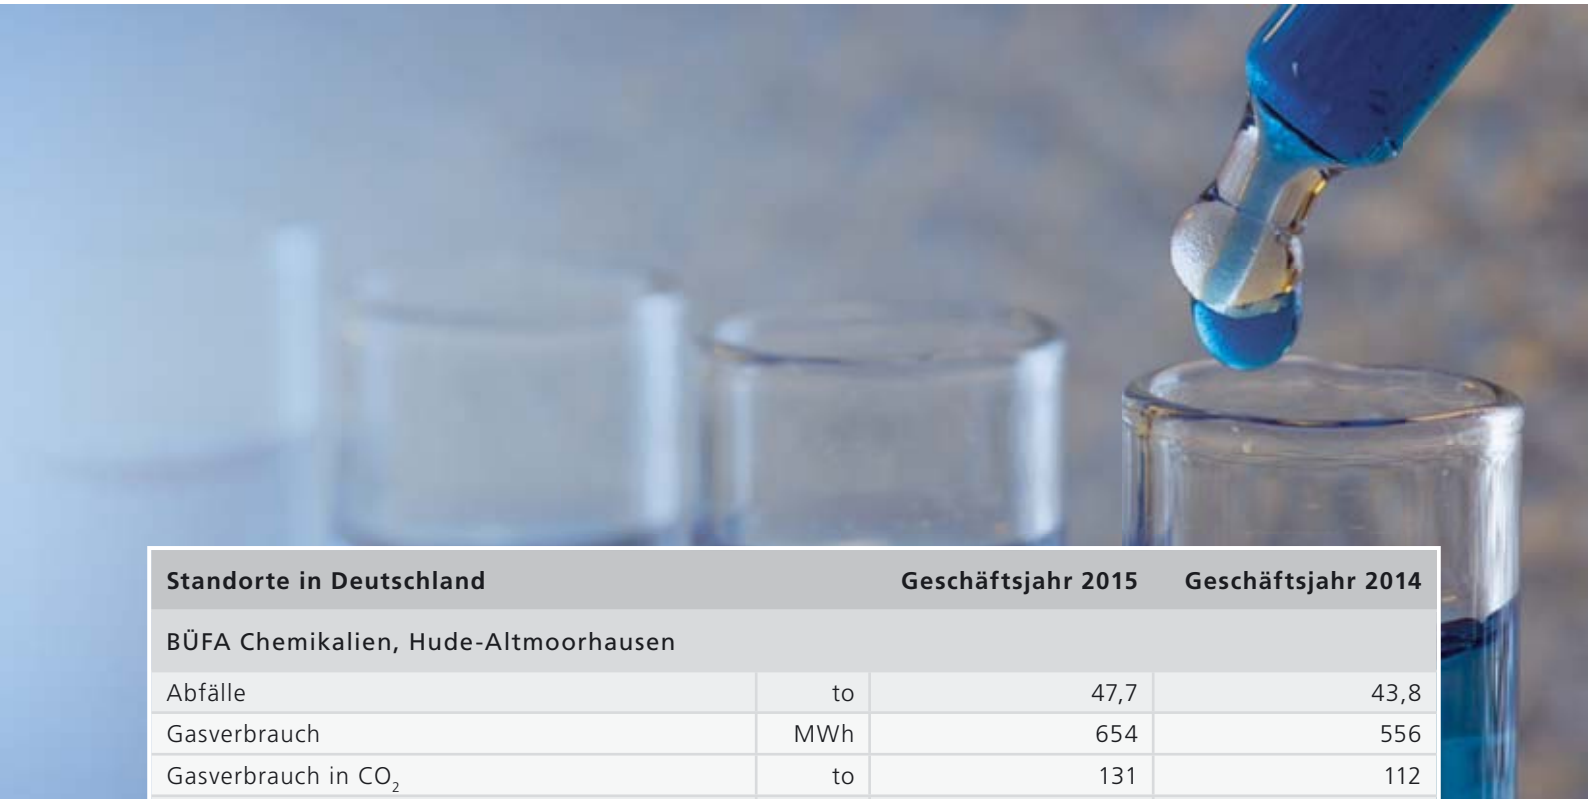 Standorte in Deutschland Geschäftsjahr 2015 Geschäftsjahr 2014
BÜFA Chemikalien, Hude-Altmoorhausen
Abfälle to 47,7 43,8
Gasverbrauch MWh 654 556
Gasverbrauch in CO₂ to 131 112